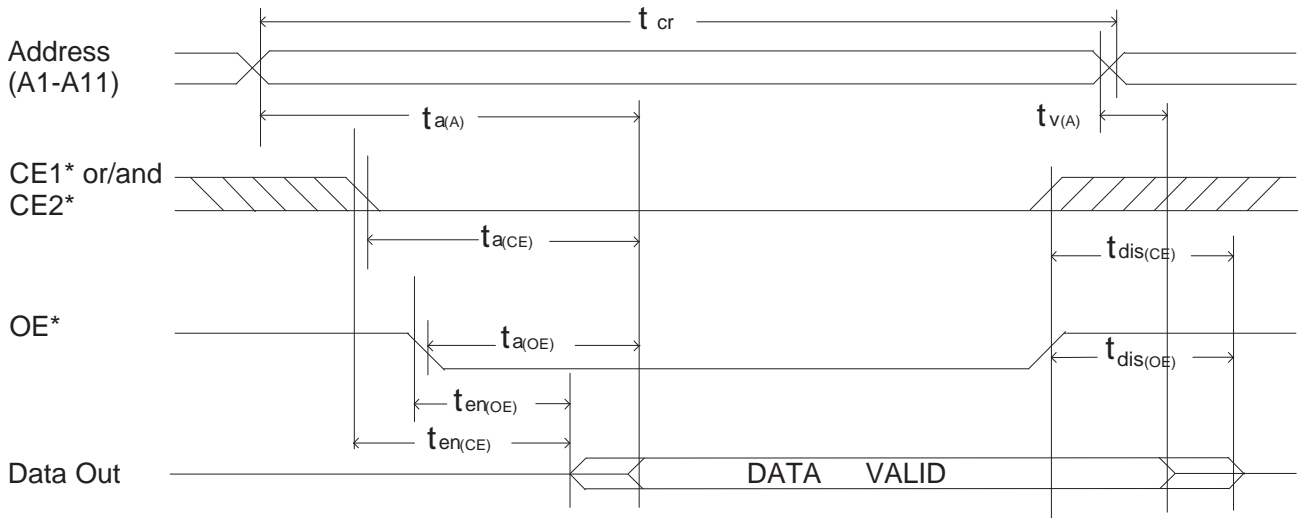 t cr
Address
(A1-A11)
ta(A)
tv(A)
CE1* or/and
CE2*
ta(CE)
tdis(CE)
OE*
ta(OE)
tdis(OE)
ten(OE)
ten(CE)
Data Out
DATA VALID